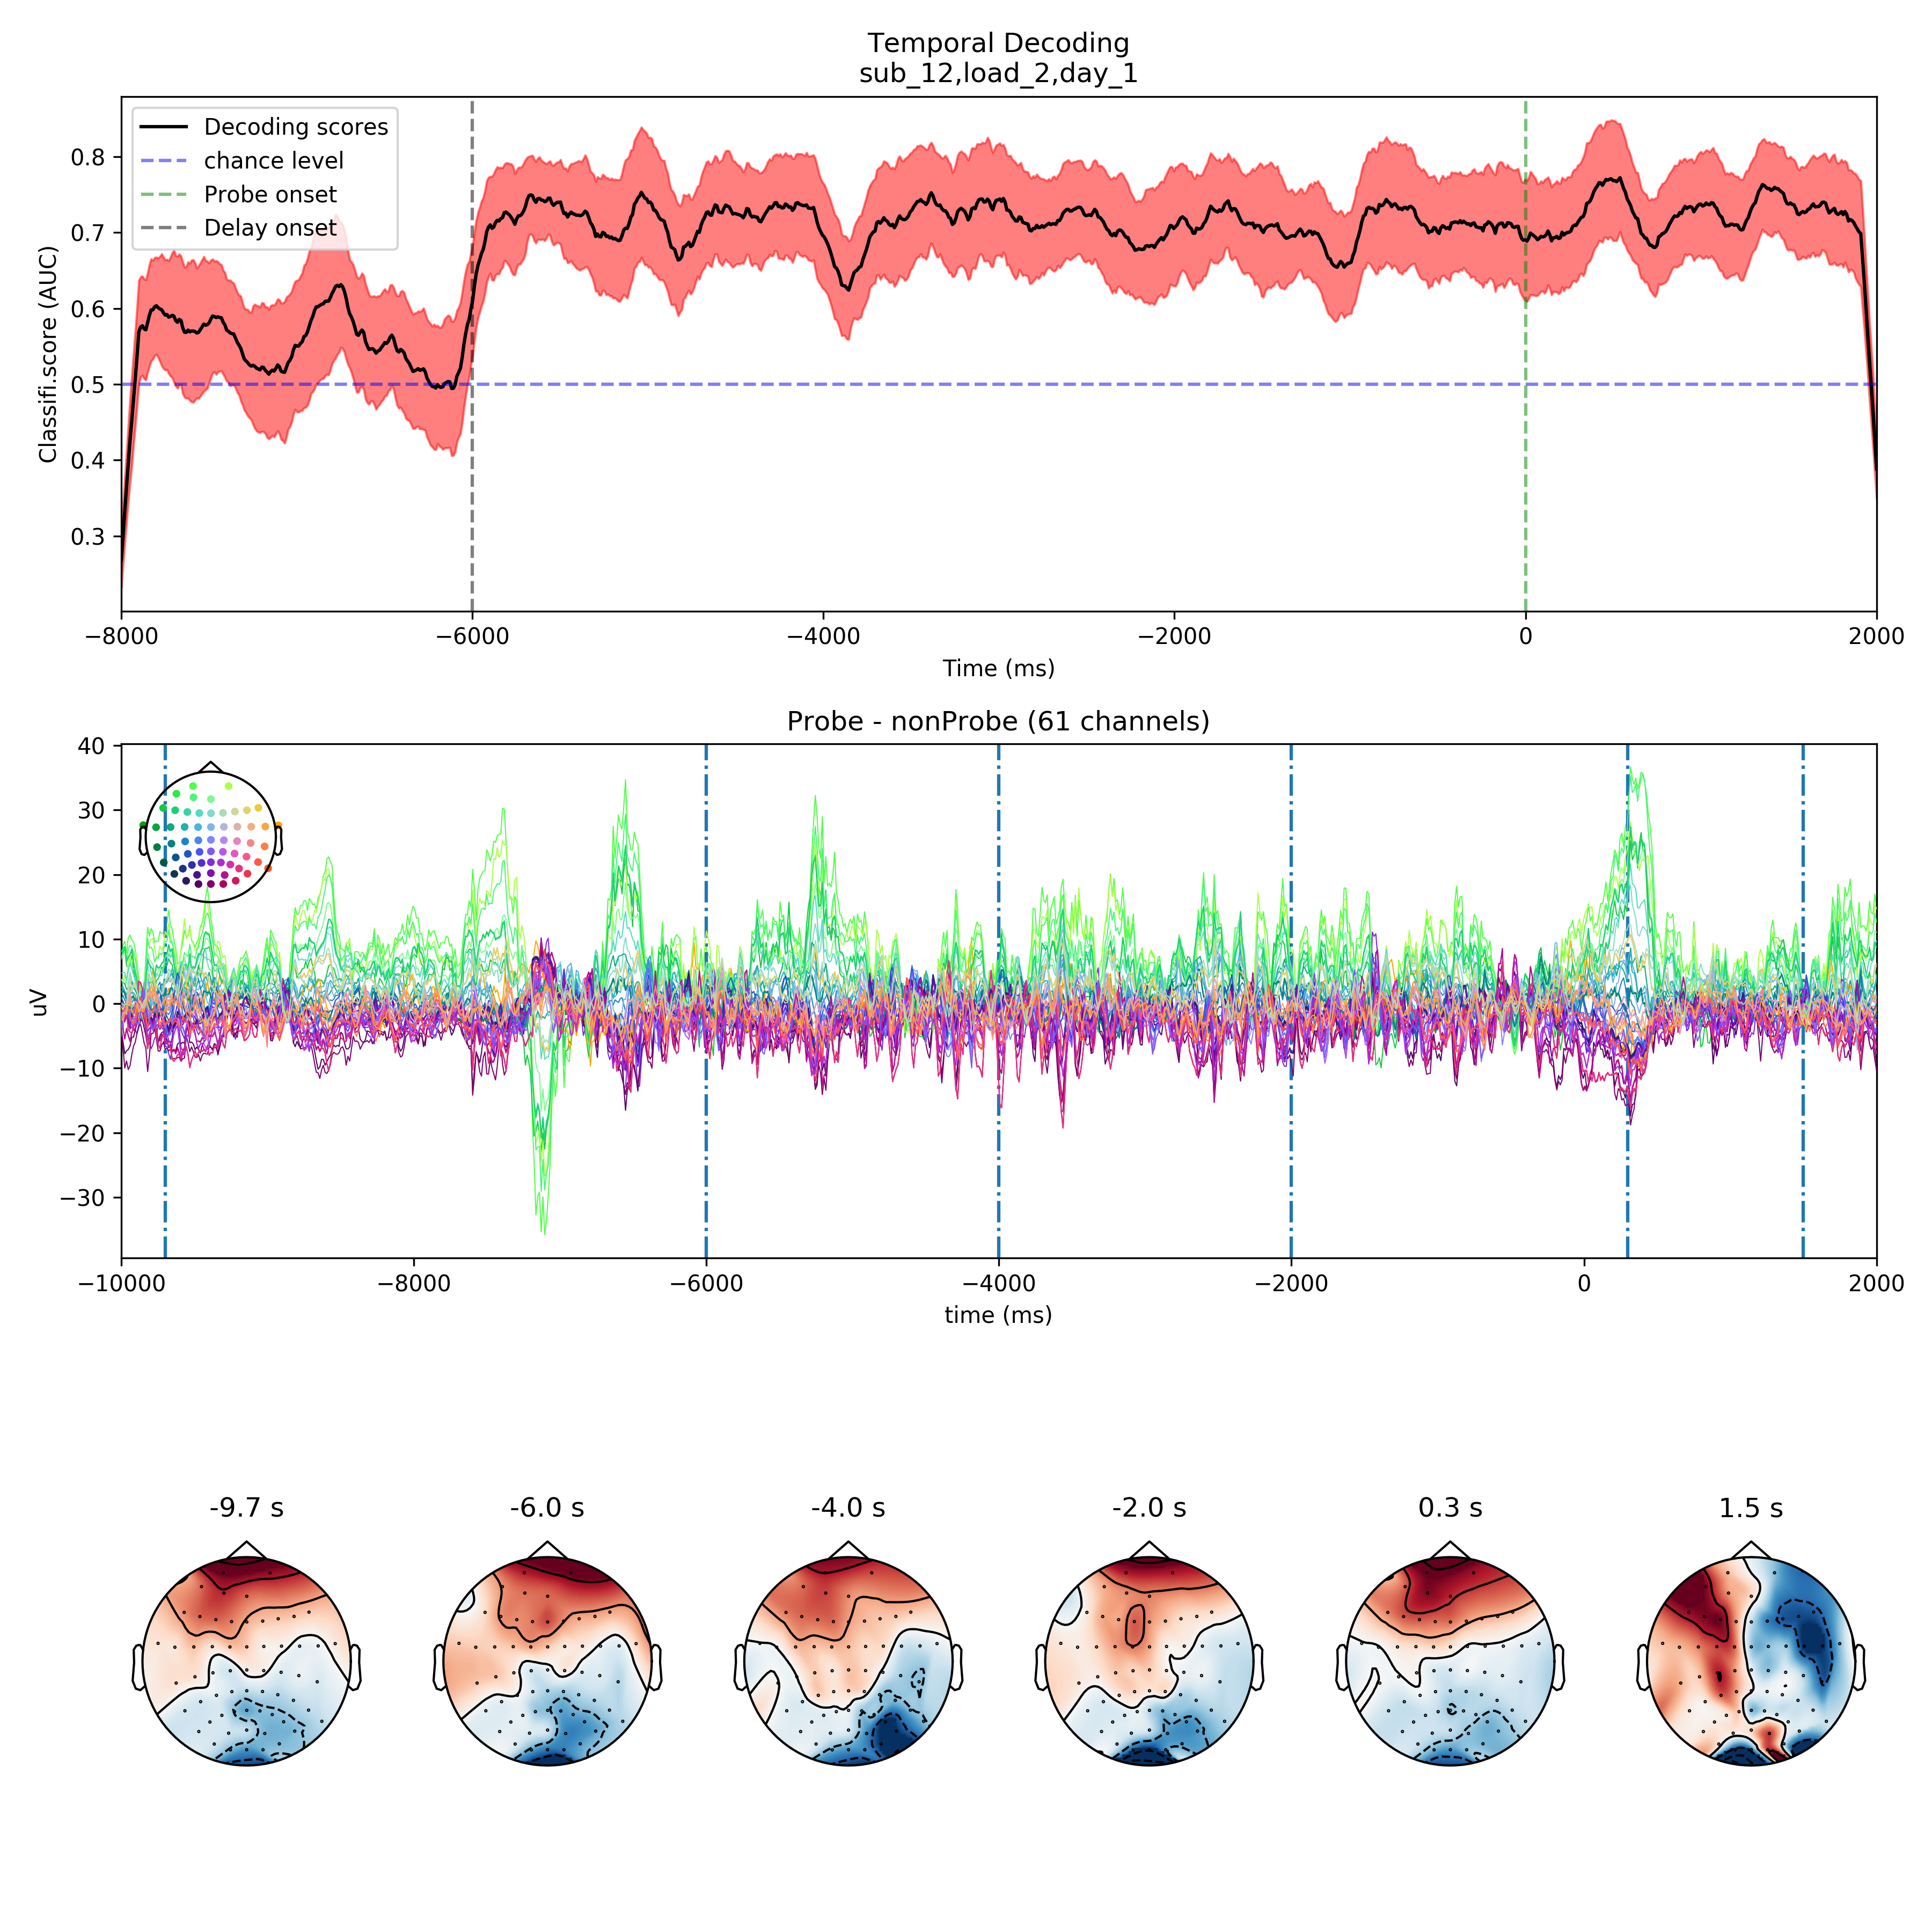 Temporal Decoding
sub_12,load_2,day_1
Decoding scores
chance level
Probe onset
Delay onset
Classifi.score (AUC)
0.8
0.7
0.6
0.5
0.4
0.3
−8000 −6000 −4000 −2000 0 2000
Time (ms)
Probe - nonProbe (61 channels)
uV
40
30
20
10
0
−10
−20
−30
−10000 −8000 −6000 −4000 −2000 0 2000
time (ms)
-9.7 s -6.0 s -4.0 s -2.0 s 0.3 s 1.5 s